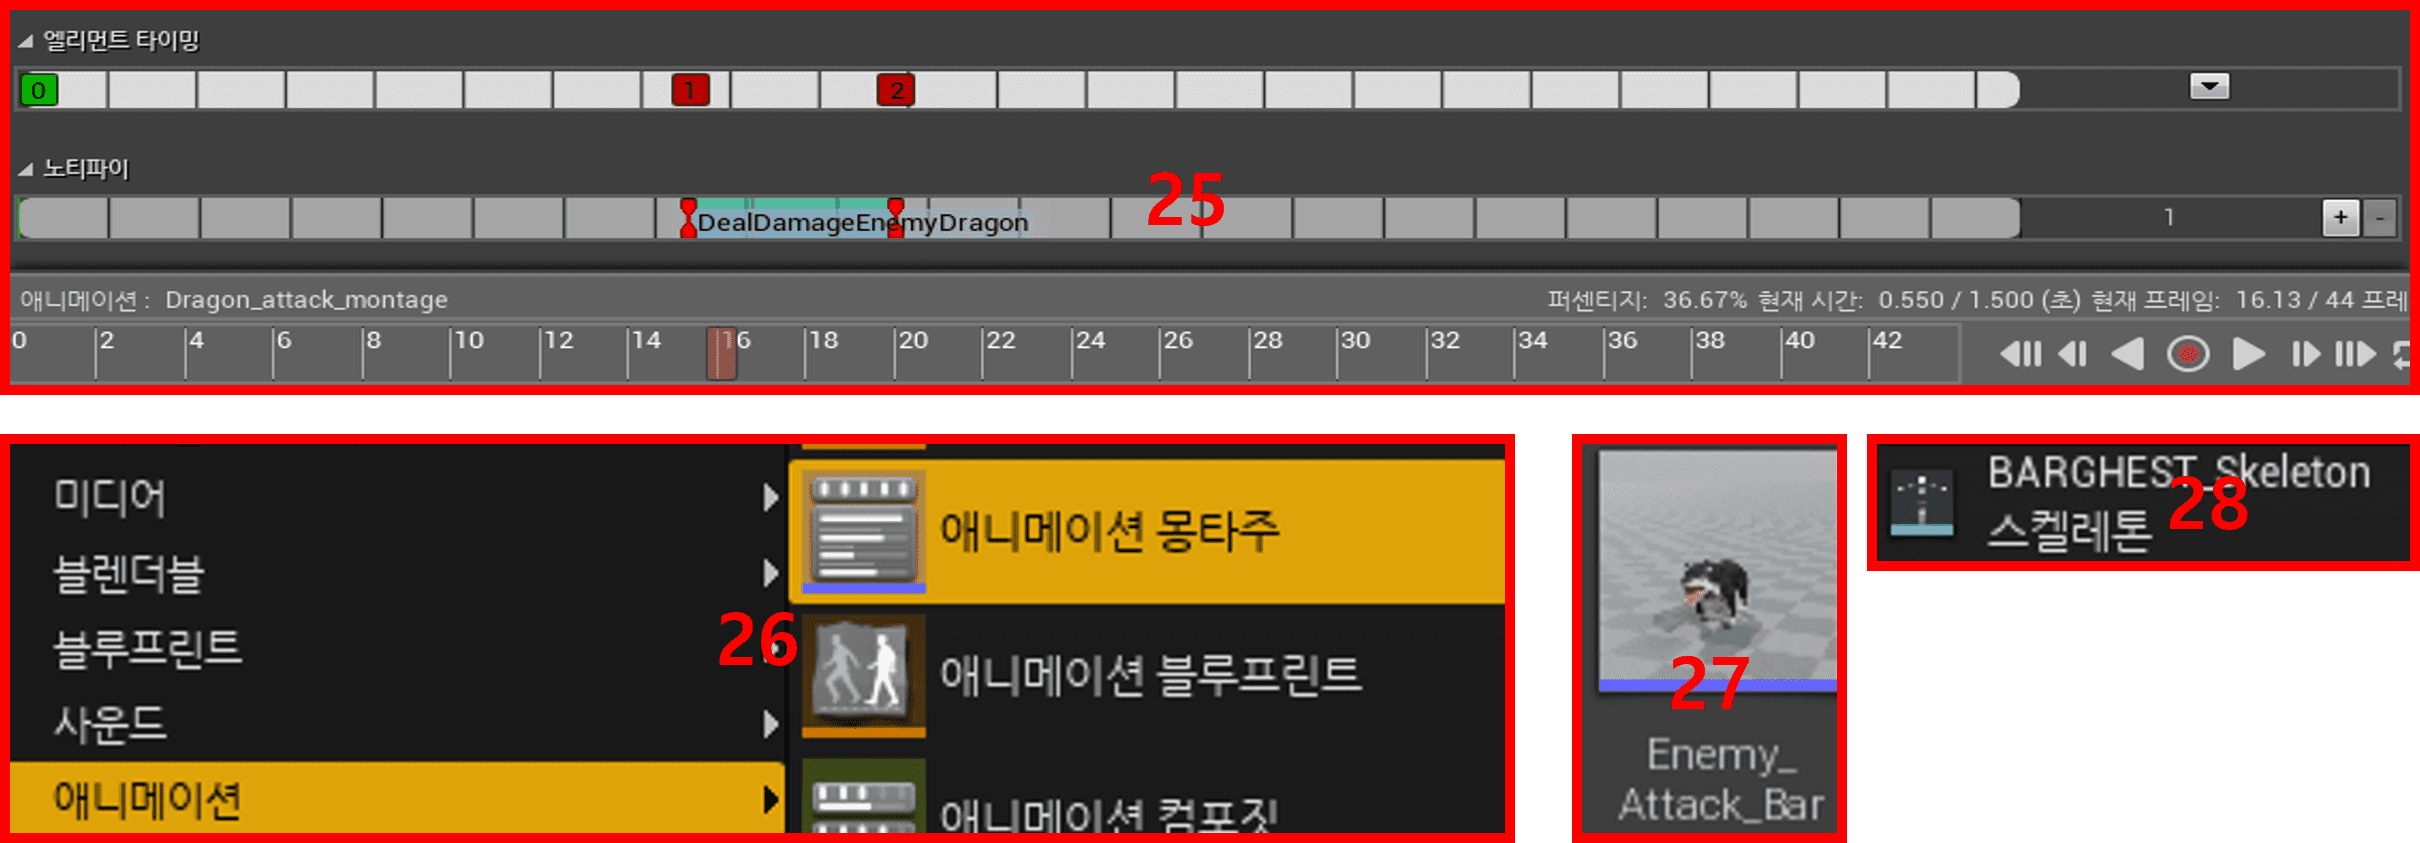 엘리먼트 타이밍
0 1 2
노티파이
DealDamageEnemyDragon
25
1 + -
애니메이션 : Dragon_attack_montage
퍼센티지: 36.67% 현재 시간: 0.550 / 1.500 (초) 현재 프레임: 16.13 / 44 프레
0 2 4 6 8 10 12 14 16 18 20 22 24 26 28 30 32 34 36 38 40 42
미디어
블렌더블
블루프린트
사운드
애니메이션
26
애니메이션 몽타주
애니메이션 블루프린트
애니메이션 컴포짓
27
Enemy_
Attack_Bar
BARGHEST_Skeleton
스켈레톤
28